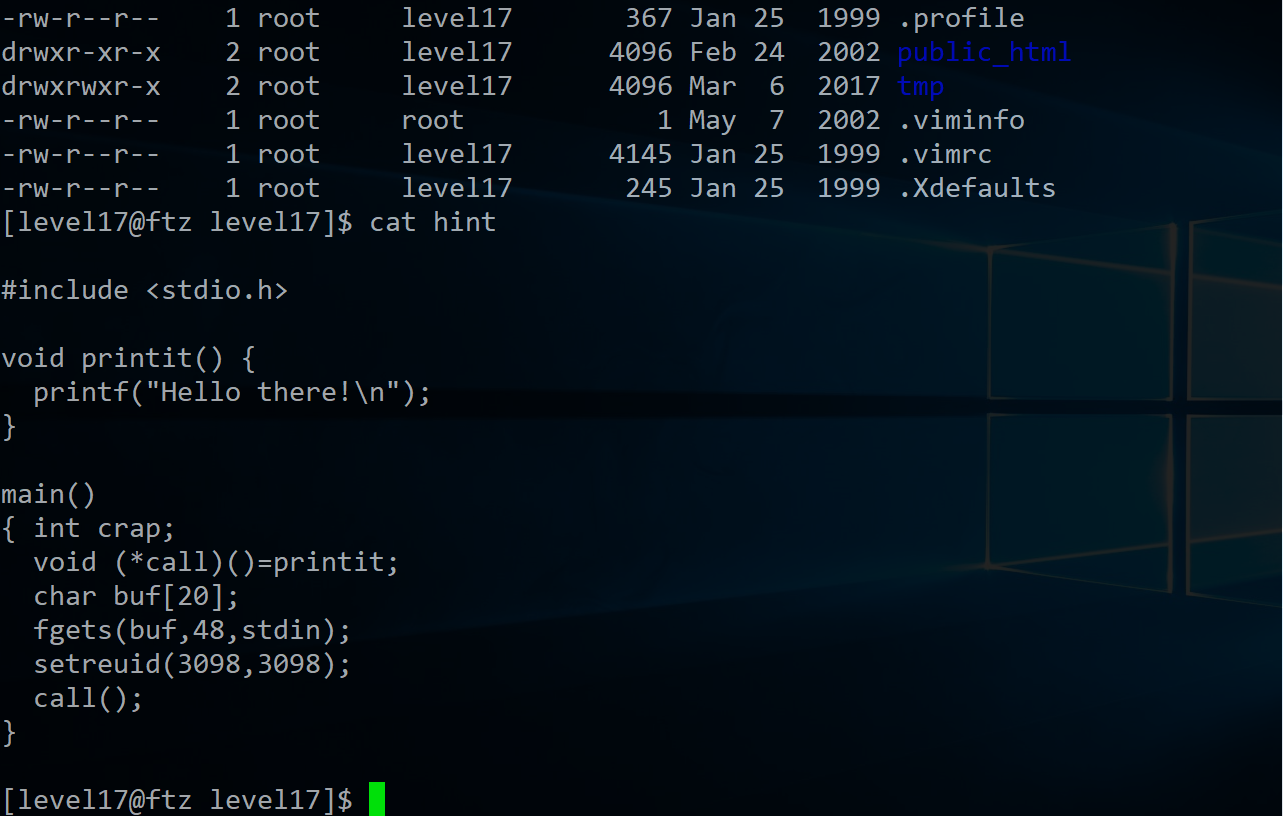 -rw-r--r--    1 root     level17       367 Jan 25  1999 .profile
drwxr-xr-x    2 root     level17      4096 Feb 24  2002 public_html
drwxrwxr-x    2 root     level17      4096 Mar  6  2017 tmp
-rw-r--r--    1 root     root            1 May  7  2002 .viminfo
-rw-r--r--    1 root     level17      4145 Jan 25  1999 .vimrc
-rw-r--r--    1 root     level17       245 Jan 25  1999 .Xdefaults
[level17@ftz level17]$ cat hint

#include <stdio.h>

void printit() {
  printf("Hello there!\n");
}

main()
{ int crap;
  void (*call)()=printit;
  char buf[20];
  fgets(buf,48,stdin);
  setreuid(3098,3098);
  call();
}

[level17@ftz level17]$